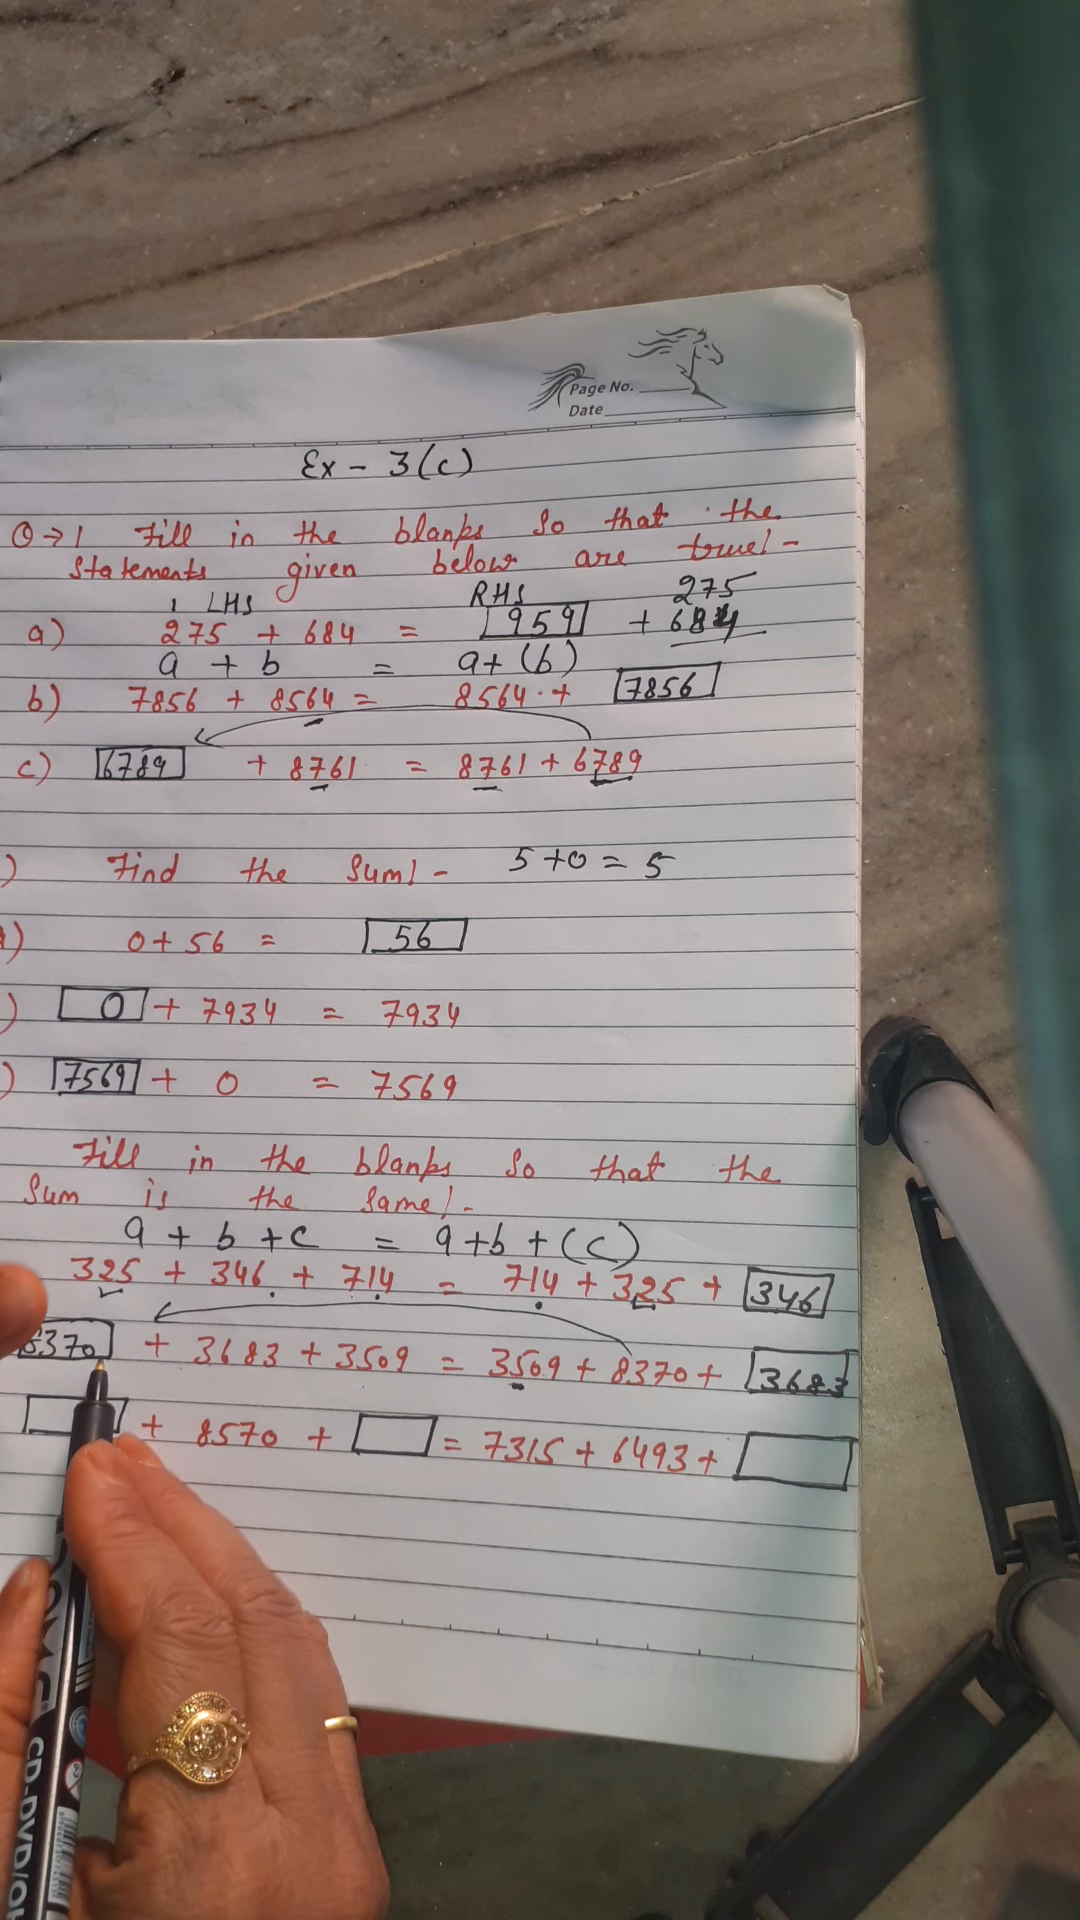 Page No.
Date
Ex - 3(c)
Q→1 Fill in the blanks so that the
statements given below are true!-
LHS RHS 275
a) 275 + 684 = 959 + 684
a + b = a+ (b)
b) 7856 + 8564 = 8564 + 7856
c) 6789 + 8761 = 8761 + 6789
) Find the sum!- 5+0 = 5
) 0+ 56 = 56
) 0 + 7934 = 7934
) 7569 + 0 = 7569
Fill in the blanks so that the
sum is the same!-
a + b +c = a+b +(c)
325 + 346 + 714 = 714 + 325 + 346
8370 + 3683 + 3509 = 3509 + 8370 + 3683
+ 8570 + = 7315 + 6493 +
CD-DVD/OH